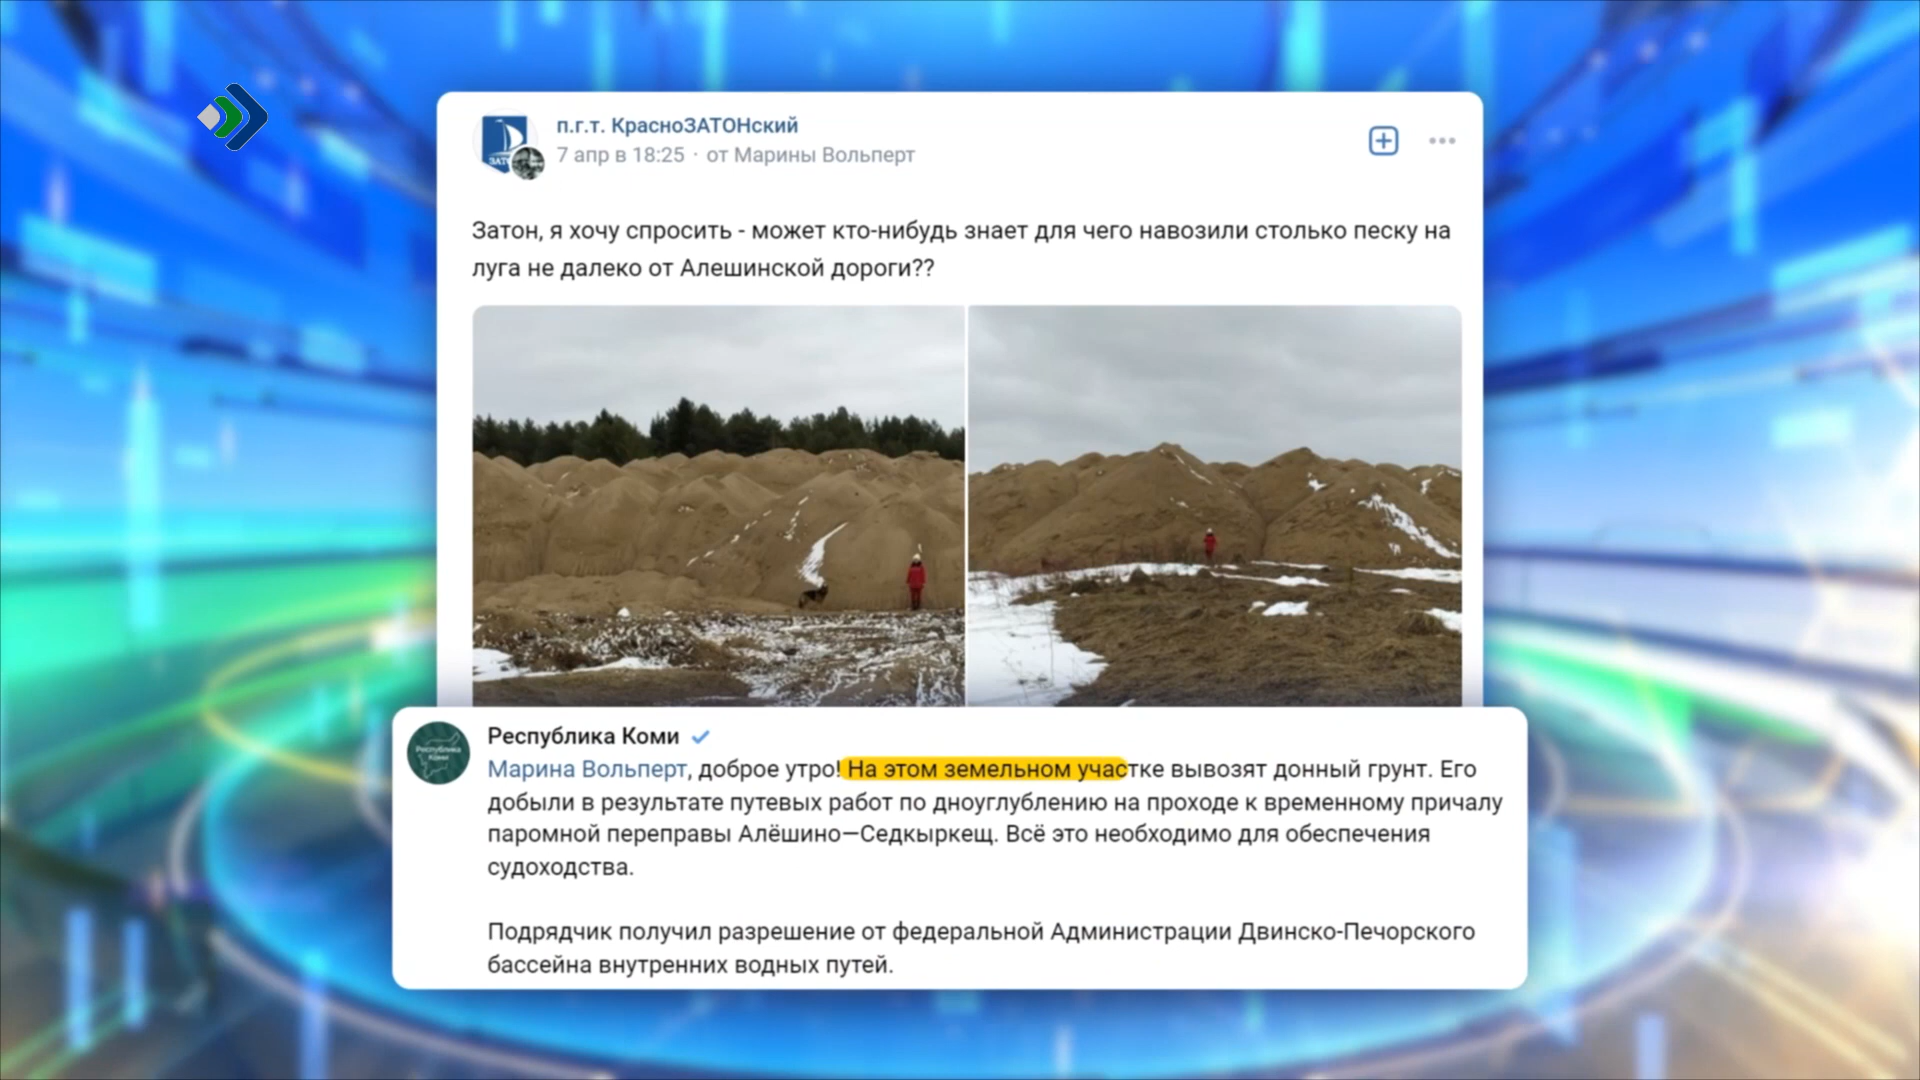 п.г.т. КрасноЗАТОНский
7 апр в 18:25 · от Марины Вольперт
Затон, я хочу спросить - может кто-нибудь знает для чего навозили столько песку на
луга не далеко от Алешинской дороги??
Республика Коми
Республика
Коми
Марина Вольперт, доброе утро! На этом земельном участке вывозят донный грунт. Его
добыли в результате путевых работ по дноуглублению на проходе к временному причалу
паромной переправы Алёшино—Седкыркещ. Всё это необходимо для обеспечения
судоходства.
Подрядчик получил разрешение от федеральной Администрации Двинско-Печорского
бассейна внутренних водных путей.